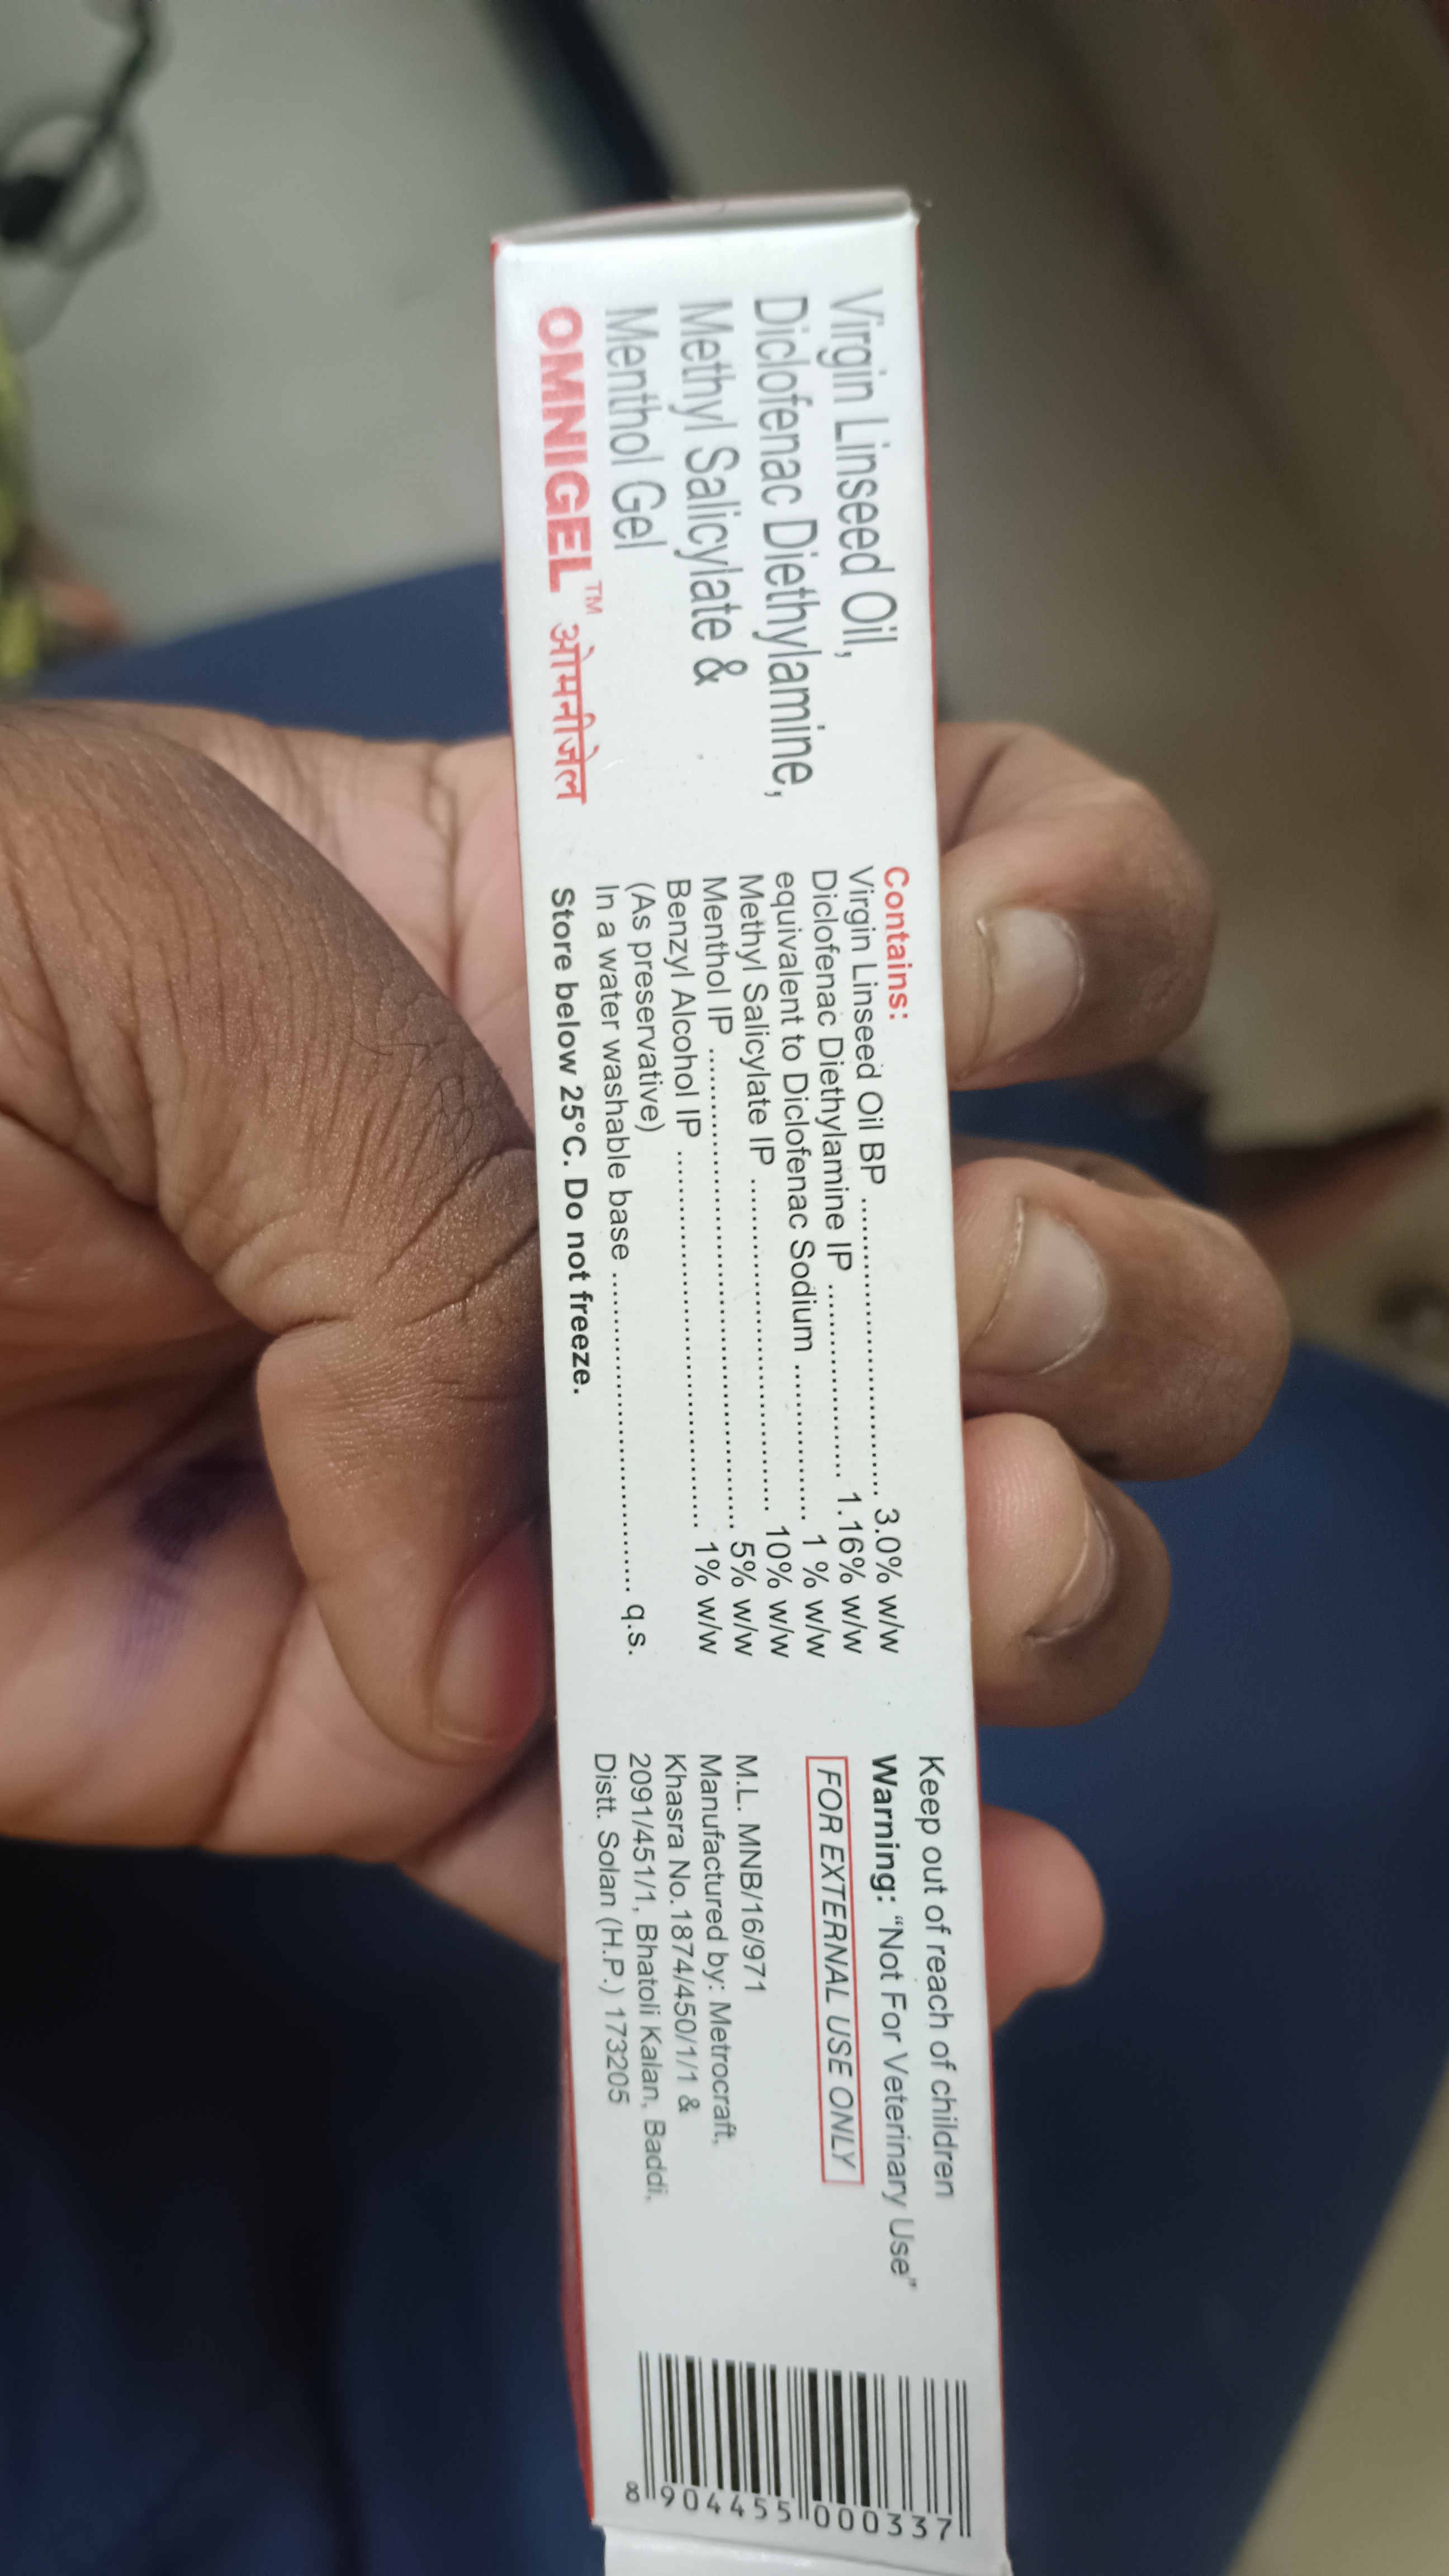 Virgin Linseed Oil,
Diclofenac Diethylamine,
Methyl Salicylate &
Menthol Gel
OMNIGEL™ ओमनीजेल
Contains:
Virgin Linseed Oil BP .............................. 3.0% w/w
Diclofenac Diethylamine IP .................... 1.16% w/w
equivalent to Diclofenac Sodium ................ 1 % w/w
Methyl Salicylate IP .................................. 10% w/w
Menthol IP ................................................. 5% w/w
Benzyl Alcohol IP ....................................... 1% w/w
(As preservative)
In a water washable base ................................. q.s.
Store below 25°C. Do not freeze.
Keep out of reach of children
Warning: “Not For Veterinary Use”
FOR EXTERNAL USE ONLY
M.L. MNB/16/971
Manufactured by: Metrocraft,
Khasra No.1874/450/1/1 &
2091/451/1, Bhatoli Kalan, Baddi,
Distt. Solan (H.P.) 173205
8 904455 000337